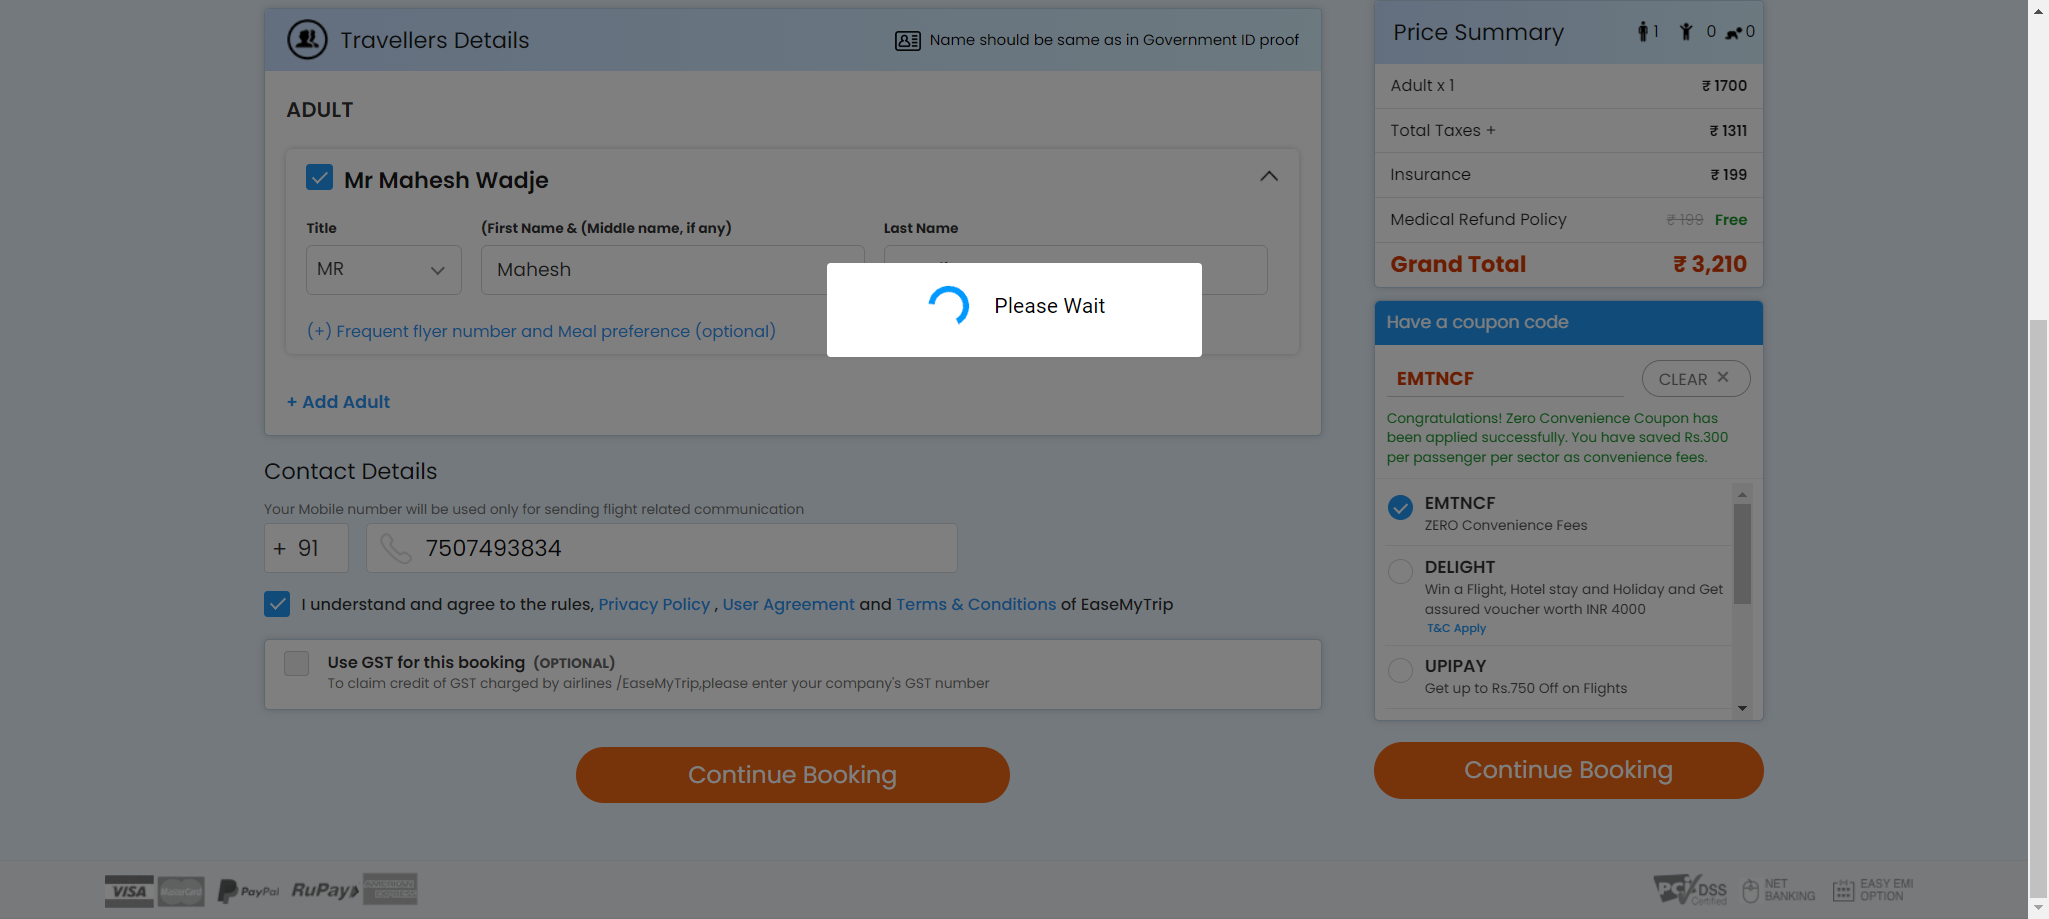 Travellers Details
Name should be same as in Government ID proof
ADULT
Mr Mahesh Wadje
Title
(First Name & (Middle name, if any)
Last Name
MR
Mahesh
Please Wait
(+) Frequent flyer number and Meal preference (optional)
+ Add Adult
Contact Details
Your Mobile number will be used only for sending flight related communication
+ 91
7507493834
I understand and agree to the rules, Privacy Policy , User Agreement and Terms & Conditions of EaseMyTrip
Use GST for this booking (OPTIONAL)
To claim credit of GST charged by airlines /EaseMyTrip,please enter your company's GST number
Continue Booking
Price Summary
1 0 0
Adult x 1 ₹ 1700
Total Taxes + ₹ 1311
Insurance ₹ 199
Medical Refund Policy ₹ 199 Free
Grand Total ₹ 3,210
Have a coupon code
EMTNCF
CLEAR ✕
Congratulations! Zero Convenience Coupon has
been applied successfully. You have saved Rs.300
per passenger per sector as convenience fees.
EMTNCF
ZERO Convenience Fees
DELIGHT
Win a Flight, Hotel stay and Holiday and Get
assured voucher worth INR 4000
T&C Apply
UPIPAY
Get up to Rs.750 Off on Flights
Continue Booking
VISA MasterCard PayPal RuPay AMERICAN EXPRESS
PCI DSS
Certified
NET
BANKING
EASY EMI
OPTION